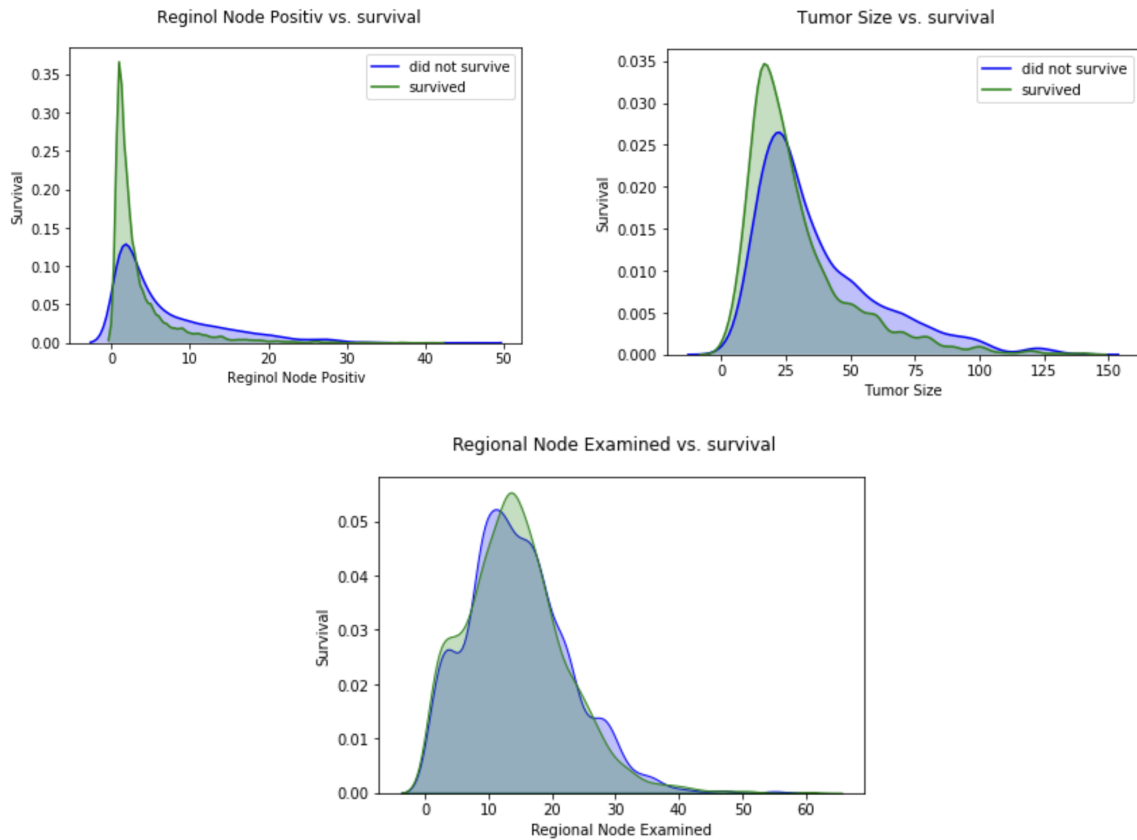 Reginol Node Positiv vs. survival
did not survive
survived
0.35
0.30
0.25
0.20
0.15
0.10
0.05
0.00
Survival
0 10 20 30 40 50
Reginol Node Positiv
Tumor Size vs. survival
did not survive
survived
0.035
0.030
0.025
0.020
0.015
0.010
0.005
0.000
Survival
0 25 50 75 100 125 150
Tumor Size
Regional Node Examined vs. survival
0.05
0.04
0.03
0.02
0.01
0.00
Survival
0 10 20 30 40 50 60
Regional Node Examined